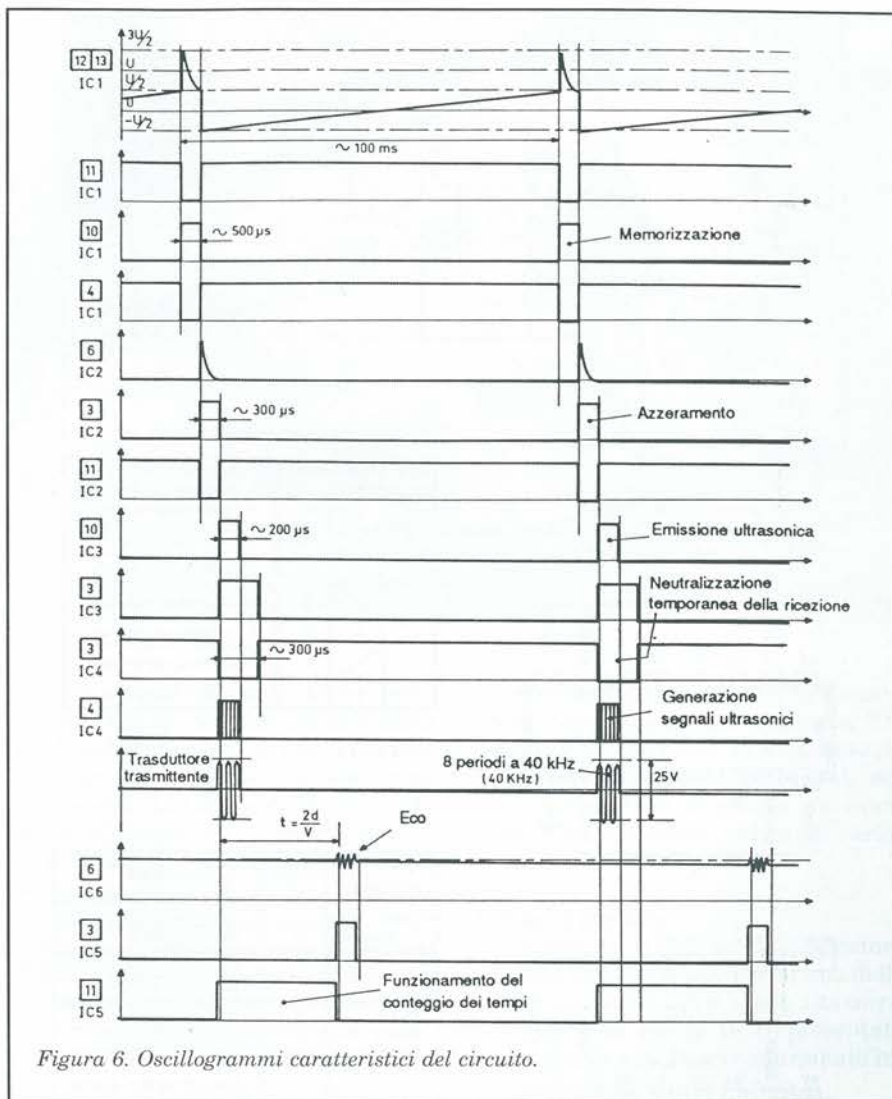 3U/2
12 13
U
IC1
U/2
U
-U/2
~ 100 ms
11
IC1
10
IC1
~ 500 µs
Memorizzazione
4
IC1
6
IC2
3
IC2
~ 300 µs
Azzeramento
11
IC2
10
IC3
~ 200 µs
Emissione ultrasonica
3
IC3
Neutralizzazione
temporanea della ricezione
3
IC4
~ 300 µs
4
IC4
Generazione
segnali ultrasonici
Trasduttore
trasmittente
8 periodi a 40 kHz
(40 KHz)
25V
t = 2d/V
Eco
6
IC6
3
IC5
11
IC5
Funzionamento del
conteggio dei tempi
Figura 6. Oscillogrammi caratteristici del circuito.